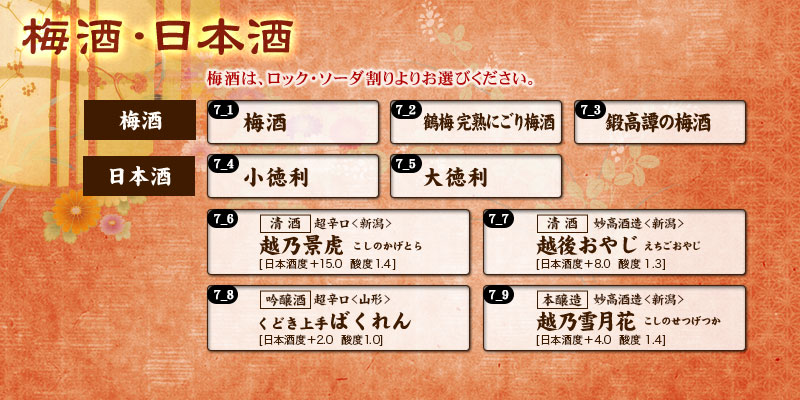 梅酒・日本酒
梅酒は、ロック・ソーダ割りよりお選びください。
梅酒
7_1
梅酒
7_2
鶴梅 完熟にごり梅酒
7_3
鍛高譚の梅酒
日本酒
7_4
小徳利
7_5
大徳利
7_6
清酒 超辛口＜新潟＞
越乃景虎 こしのかげとら
[日本酒度＋15.0 酸度 1.4]
7_7
清酒 妙高酒造＜新潟＞
越後おやじ えちごおやじ
[日本酒度＋8.0 酸度 1.3]
7_8
吟醸酒 超辛口＜山形＞
くどき上手ばくれん
[日本酒度＋2.0 酸度1.0]
7_9
本醸造 妙高酒造＜新潟＞
越乃雪月花 こしのせつげつか
[日本酒度＋4.0 酸度 1.4]